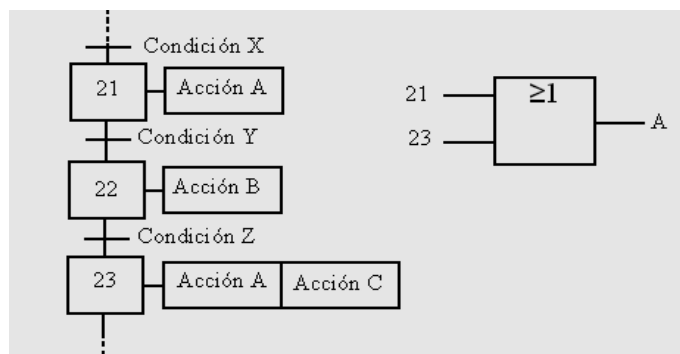 Condición X
21 Acción A
Condición Y
22 Acción B
Condición Z
23 Acción A Acción C
≥1
21
23
A